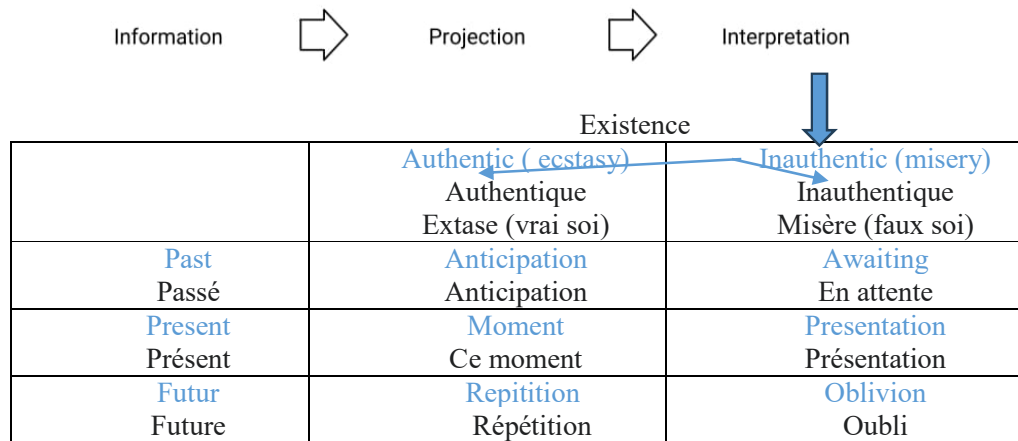 Information Projection Interpretation
Existence
Authentic ( ecstasy) Inauthentic (misery)
Authentique Inauthentique
Extase (vrai soi) Misère (faux soi)
Past Anticipation Awaiting
Passé Anticipation En attente
Present Moment Presentation
Présent Ce moment Présentation
Futur Repitition Oblivion
Future Répétition Oubli